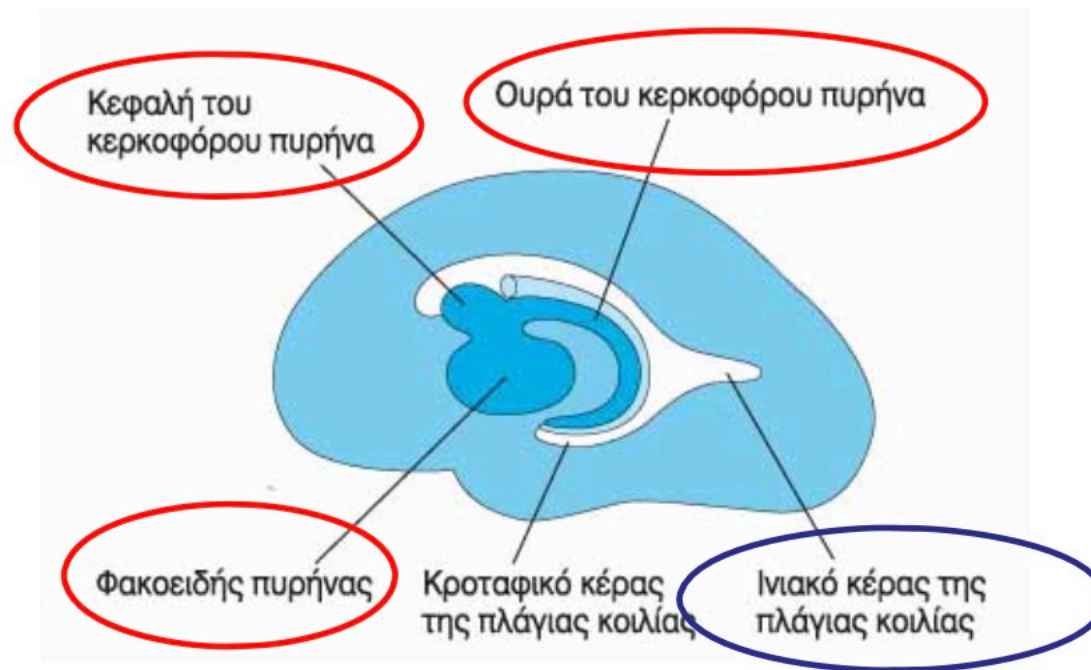 Κεφαλή του
κερκοφόρου πυρήνα
Ουρά του κερκοφόρου πυρήνα
Φακοειδής πυρήνας
Κροταφικό κέρας
της πλάγιας κοιλίας
Ινιακό κέρας της
πλάγιας κοιλίας